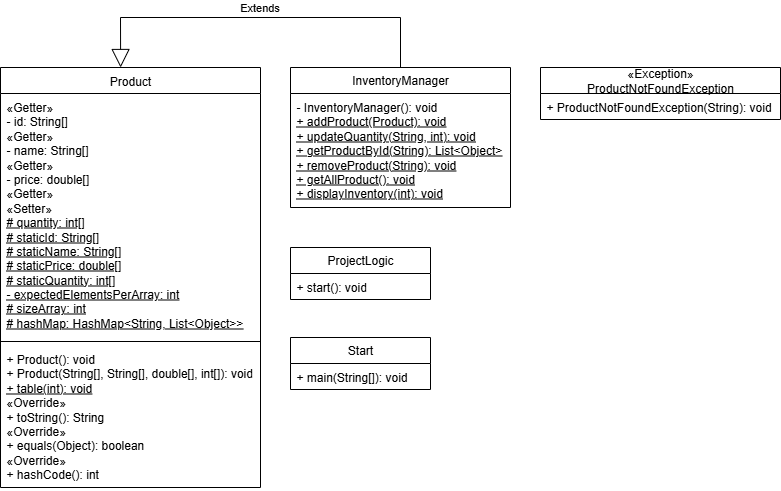 Extends
Product
«Getter»
- id: String[]
«Getter»
- name: String[]
«Getter»
- price: double[]
«Getter»
«Setter»
# quantity: int[]
# staticId: String[]
# staticName: String[]
# staticPrice: double[]
# staticQuantity: int[]
- expectedElementsPerArray: int
# sizeArray: int
# hashMap: HashMap<String, List<Object>>
+ Product(): void
+ Product(String[], String[], double[], int[]): void
+ table(int): void
«Override»
+ toString(): String
«Override»
+ equals(Object): boolean
«Override»
+ hashCode(): int
InventoryManager
- InventoryManager(): void
+ addProduct(Product): void
+ updateQuantity(String, int): void
+ getProductById(String): List<Object>
+ removeProduct(String): void
+ getAllProduct(): void
+ displayInventory(int): void
«Exception»
ProductNotFoundException
+ ProductNotFoundException(String): void
ProjectLogic
+ start(): void
Start
+ main(String[]): void